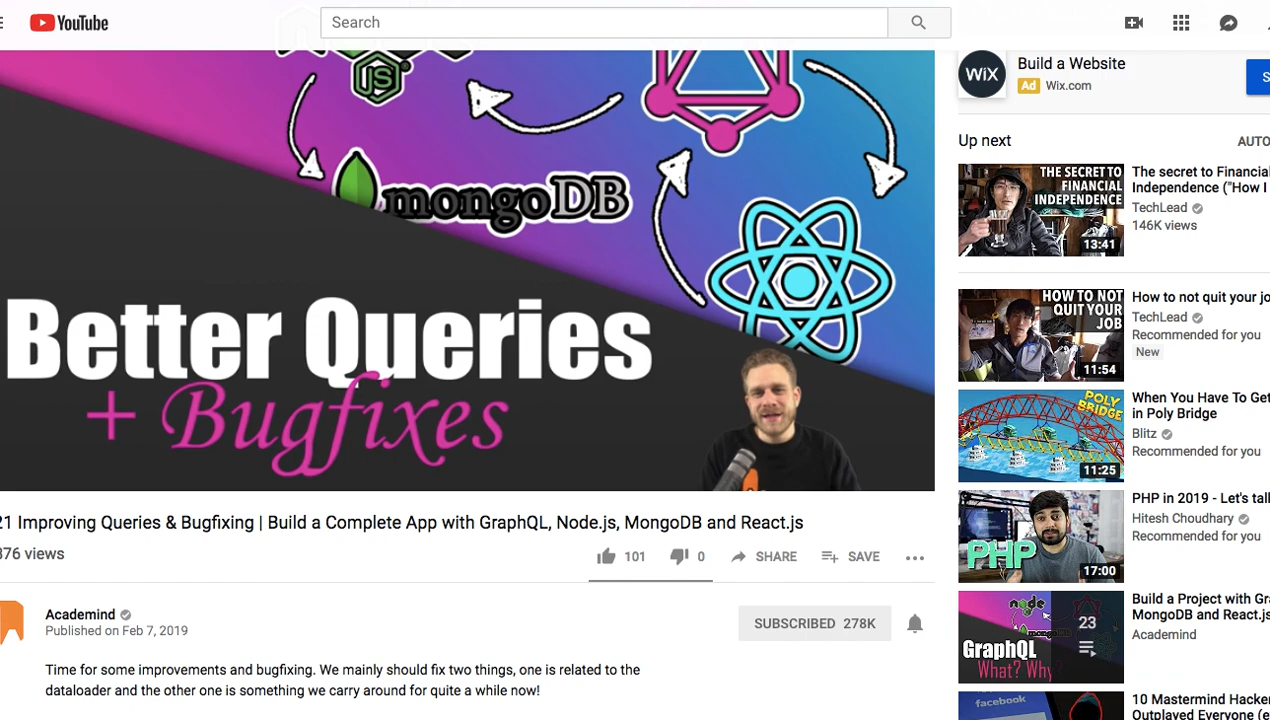 YouTube
Search
JS
mongoDB
Better Queries
+ Bugfixes
21 Improving Queries & Bugfixing | Build a Complete App with GraphQL, Node.js, MongoDB and React.js
376 views
101
0
SHARE
SAVE
Academind
Published on Feb 7, 2019
SUBSCRIBED 278K
Time for some improvements and bugfixing. We mainly should fix two things, one is related to the
dataloader and the other one is something we carry around for quite a while now!
WiX
Build a Website
Ad Wix.com
S
Up next
AUTO
THE SECRET TO
FINANCIAL
INDEPENDENCE
13:41
The secret to Financial
Independence ("How I
TechLead
146K views
HOW TO NOT
QUIT YOUR
JOB
11:54
How to not quit your jo
TechLead
Recommended for you
New
POLY
BRIDGE
11:25
When You Have To Get
in Poly Bridge
Blitz
Recommended for you
PHP
17:00
PHP in 2019 - Let's tal
Hitesh Choudhary
Recommended for you
node
mongoDB
GraphQL
What? Why?
23
Build a Project with Gr
MongoDB and React.js
Academind
facebook
10 Mastermind Hacker
Outplayed Everyone (e